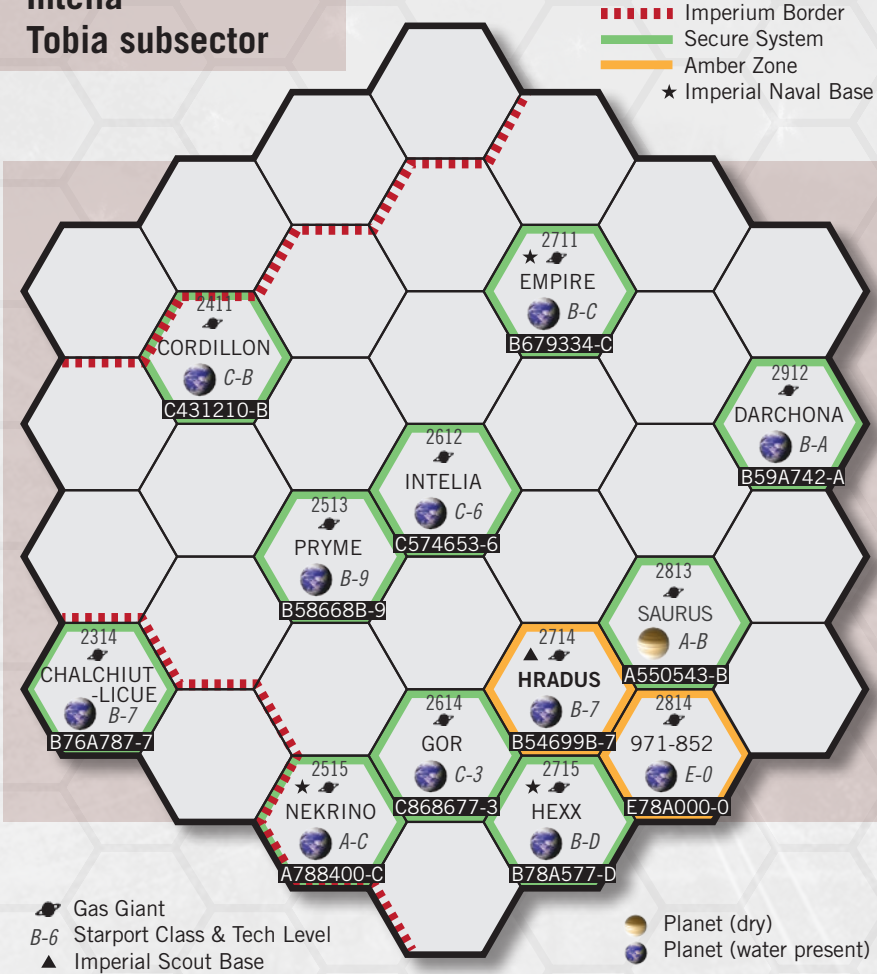 Intelia
Tobia subsector
Imperium Border
Secure System
Amber Zone
Imperial Naval Base
2711
EMPIRE
B-C
B679334-C
2411
CORDILLON
C-B
C431210-B
2912
DARCHONA
B-A
B59A742-A
2612
INTELIA
C-6
C574653-6
2513
PRYME
B-9
B58668B-9
2813
SAURUS
A-B
A550543-B
2314
CHALCHIUT
-LICUE
B-7
B76A787-7
2714
HRADUS
B-7
B54699B-7
2614
GOR
C-3
C868677-3
2814
971-852
E-0
E78A000-0
2515
NEKRINO
A-C
A788400-C
2715
HEXX
B-D
B78A577-D
Gas Giant
B-6 Starport Class & Tech Level
Imperial Scout Base
Planet (dry)
Planet (water present)